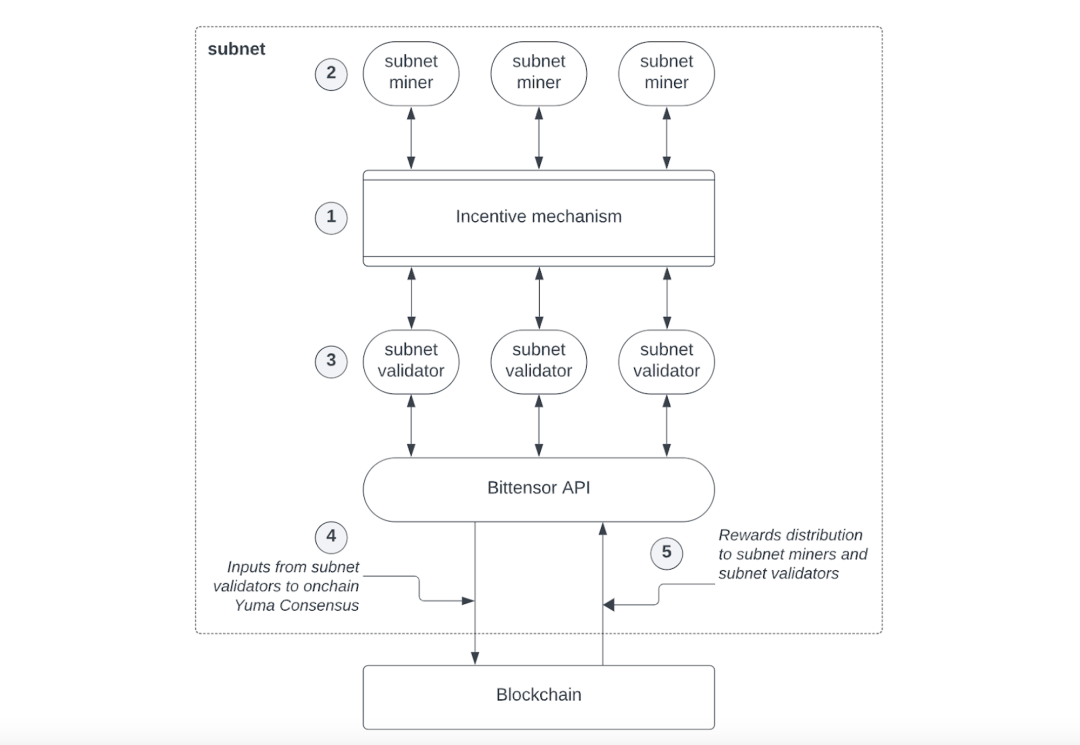 subnet
2
subnet
miner
subnet
miner
subnet
miner
1
Incentive mechanism
3
subnet
validator
subnet
validator
subnet
validator
Bittensor API
4
Inputs from subnet
validators to onchain
Yuma Consensus
5
Rewards distribution
to subnet miners and
subnet validators
Blockchain